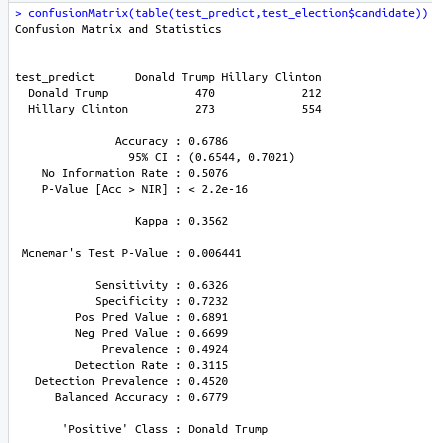 > confusionMatrix(table(test_predict,test_election$candidate))
Confusion Matrix and Statistics
test_predict Donald Trump Hillary Clinton
Donald Trump 470 212
Hillary Clinton 273 554
Accuracy : 0.6786
95% CI : (0.6544, 0.7021)
No Information Rate : 0.5076
P-Value [Acc > NIR] : < 2.2e-16
Kappa : 0.3562
Mcnemar's Test P-Value : 0.006441
Sensitivity : 0.6326
Specificity : 0.7232
Pos Pred Value : 0.6891
Neg Pred Value : 0.6699
Prevalence : 0.4924
Detection Rate : 0.3115
Detection Prevalence : 0.4520
Balanced Accuracy : 0.6779
'Positive' Class : Donald Trump